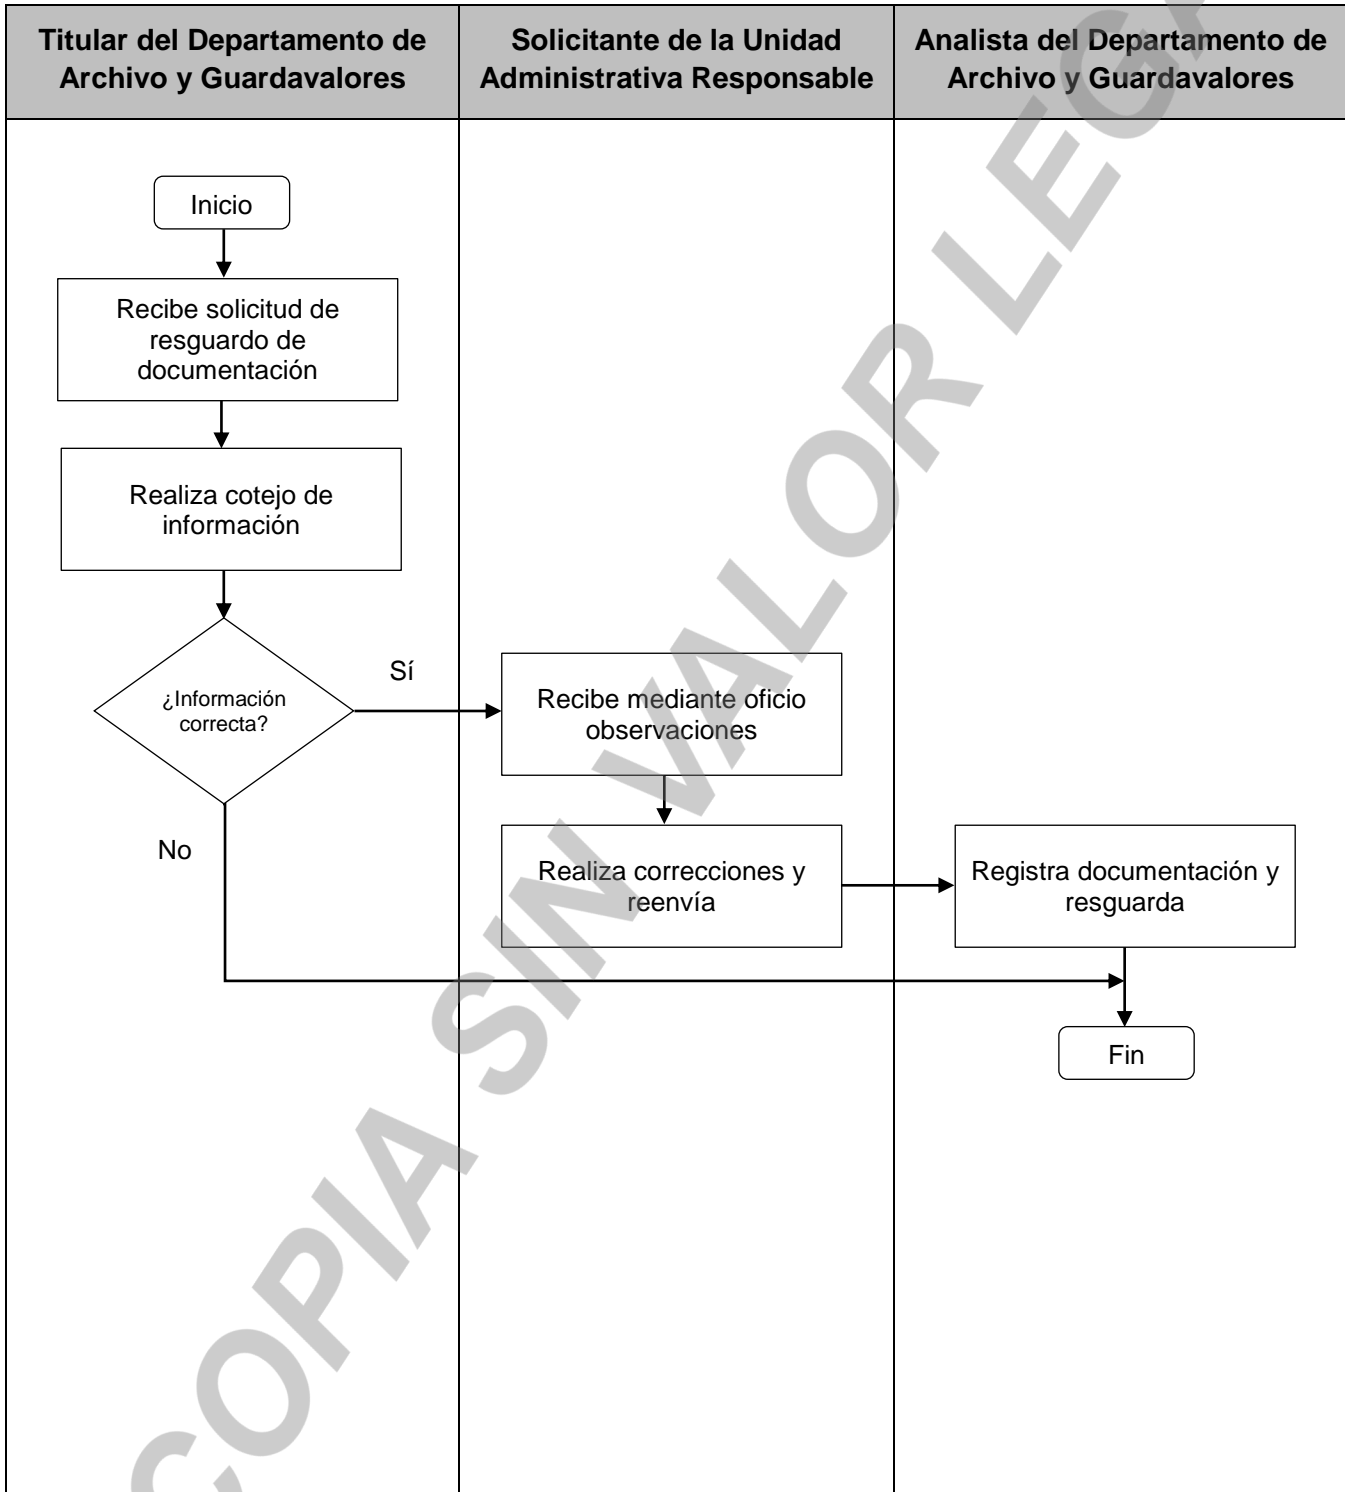 Titular del Departamento de
Archivo y Guardavalores
Solicitante de la Unidad
Administrativa Responsable
Analista del Departamento de
Archivo y Guardavalores
Inicio
Recibe solicitud de
resguardo de
documentación
Realiza cotejo de
información
¿Información
correcta?
Sí
No
Recibe mediante oficio
observaciones
Realiza correcciones y
reenvía
Registra documentación y
resguarda
Fin
COPIA SIN VALOR LEGA